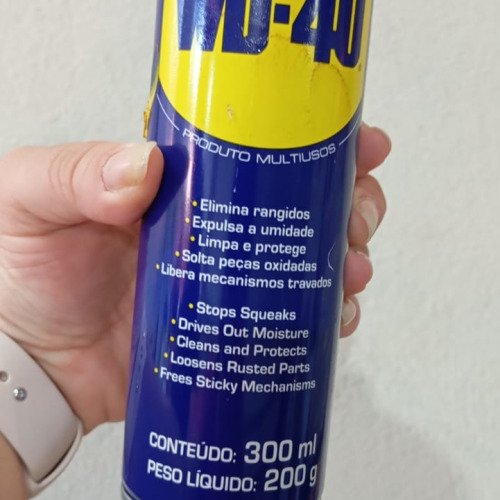 WD-40
PRODUTO MULTIUSOS
• Elimina rangidos
• Expulsa a umidade
• Limpa e protege
• Solta peças oxidadas
• Libera mecanismos travados
• Stops Squeaks
• Drives Out Moisture
• Cleans and Protects
• Loosens Rusted Parts
• Frees Sticky Mechanisms
CONTEÚDO: 300 ml
PESO LÍQUIDO: 200 g